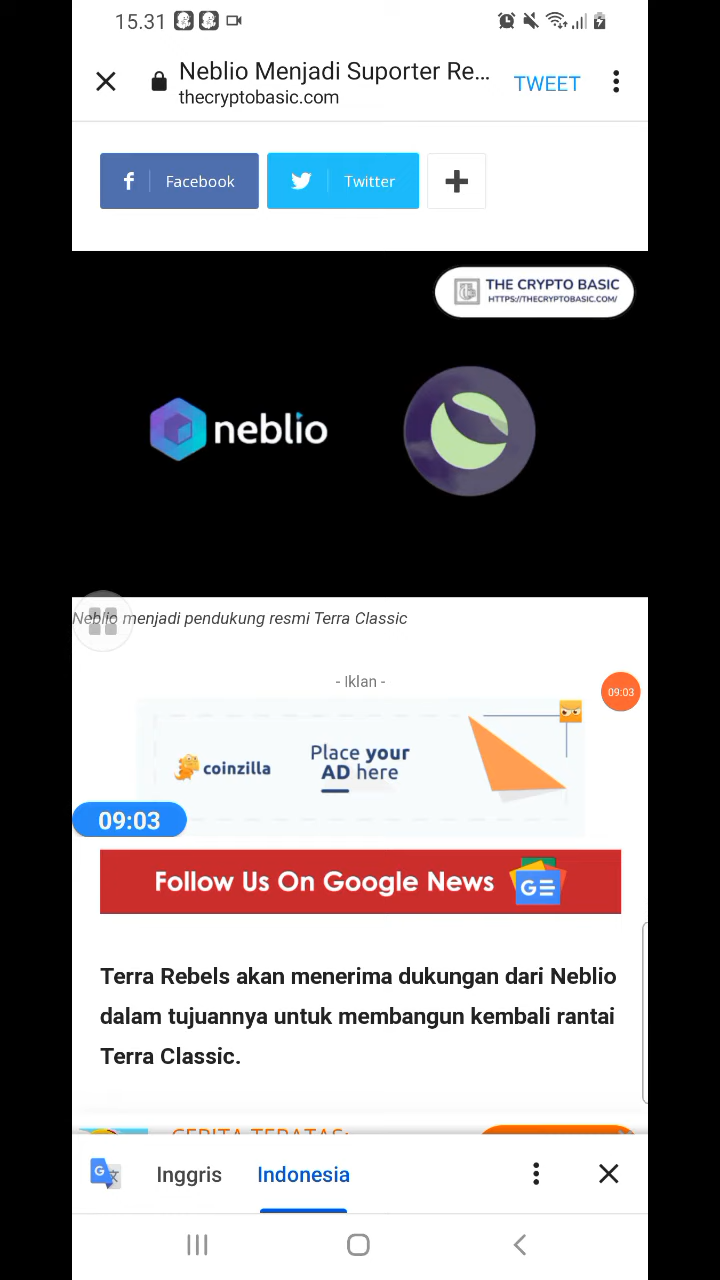 15.31
Neblio Menjadi Suporter Re...
thecryptobasic.com
TWEET
Facebook
Twitter
THE CRYPTO BASIC
HTTPS://THECRYPTOBASIC.COM/
neblio
Neblio menjadi pendukung resmi Terra Classic
- Iklan -
09:03
coinzilla
Place your
AD here
09:03
Follow Us On Google News
Terra Rebels akan menerima dukungan dari Neblio
dalam tujuannya untuk membangun kembali rantai
Terra Classic.
CERITA TERATAS:
Inggris
Indonesia